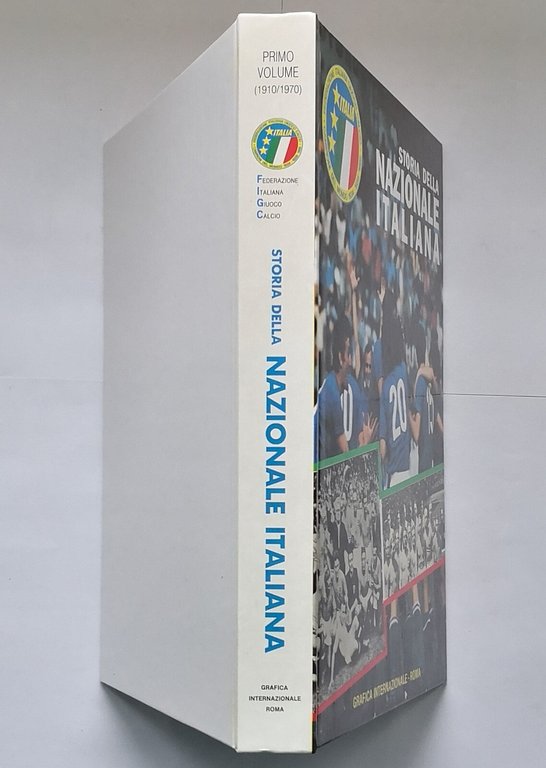 PRIMO
VOLUME
(1910/1970)
ITALIA
FEDERAZIONE
ITALIANA
GIUOCO
CALCIO
STORIA DELLA NAZIONALE ITALIANA
GRAFICA
INTERNAZIONALE
ROMA
ITALIA
STORIA DELLA
NAZIONALE
ITALIANA
20
GRAFICA INTERNAZIONALE - ROMA